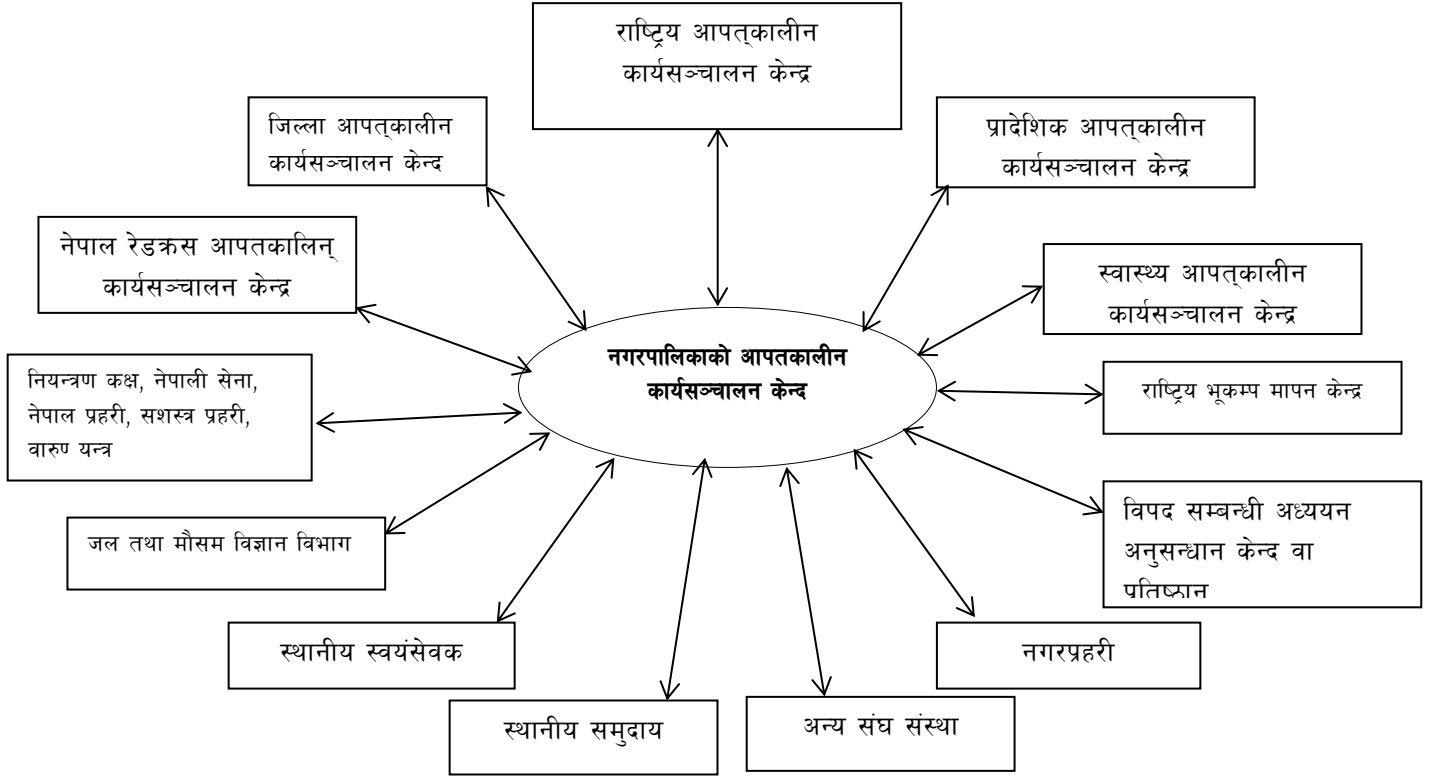 राष्ट्रिय आपत्कालीन
कार्यसञ्चालन केन्द्र
जिल्ला आपत्कालीन
कार्यसञ्चालन केन्द
प्रादेशिक आपत्कालीन
कार्यसञ्चालन केन्द्र
नेपाल रेडक्रस आपतकालिन्
कार्यसञ्चालन केन्द्र
स्वास्थ्य आपत्कालीन
कार्यसञ्चालन केन्द्र
नगरपालिकाको आपतकालीन
कार्यसञ्चालन केन्द
नियन्त्रण कक्ष, नेपाली सेना,
नेपाल प्रहरी, सशस्त्र प्रहरी,
वारुण यन्त्र
राष्ट्रिय भूकम्प मापन केन्द्र
विपद सम्बन्धी अध्ययन
अनुसन्धान केन्द वा
प्रतिष्ठान
जल तथा मौसम विज्ञान विभाग
स्थानीय स्वयंसेवक
नगरप्रहरी
स्थानीय समुदाय
अन्य संघ संस्था